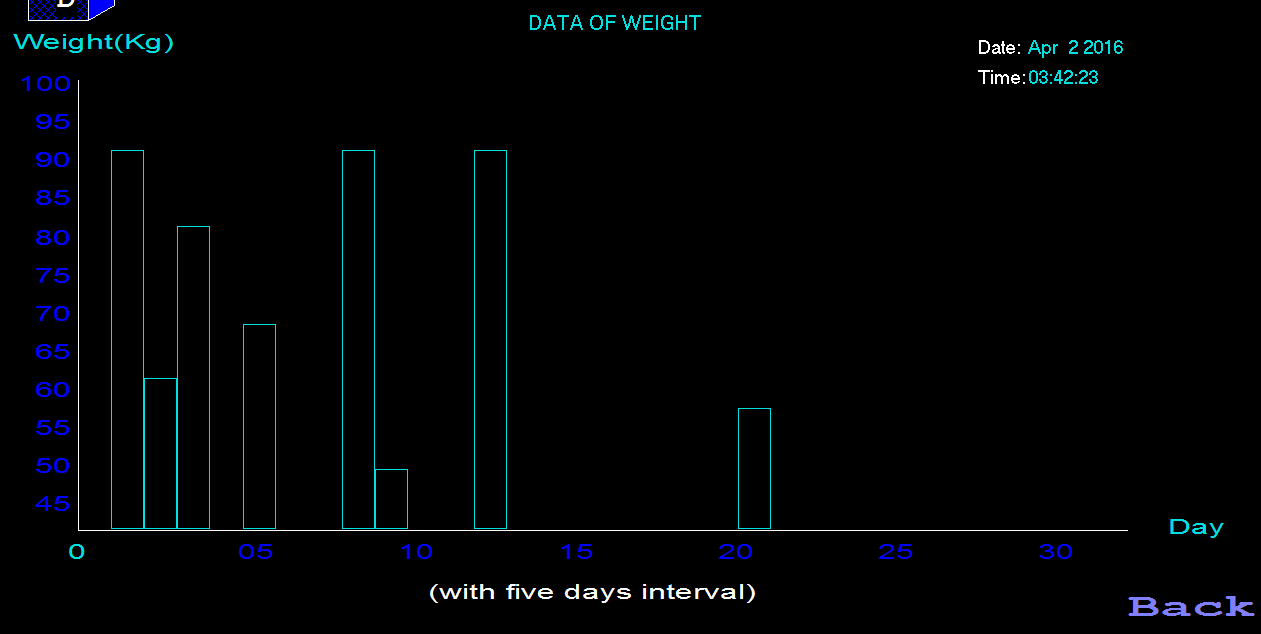 D
DATA OF WEIGHT
Weight(Kg)
Date: Apr 2 2016
Time:03:42:23
100
95
90
85
80
75
70
65
60
55
50
45
0 05 10 15 20 25 30
Day
(with five days interval)
Back